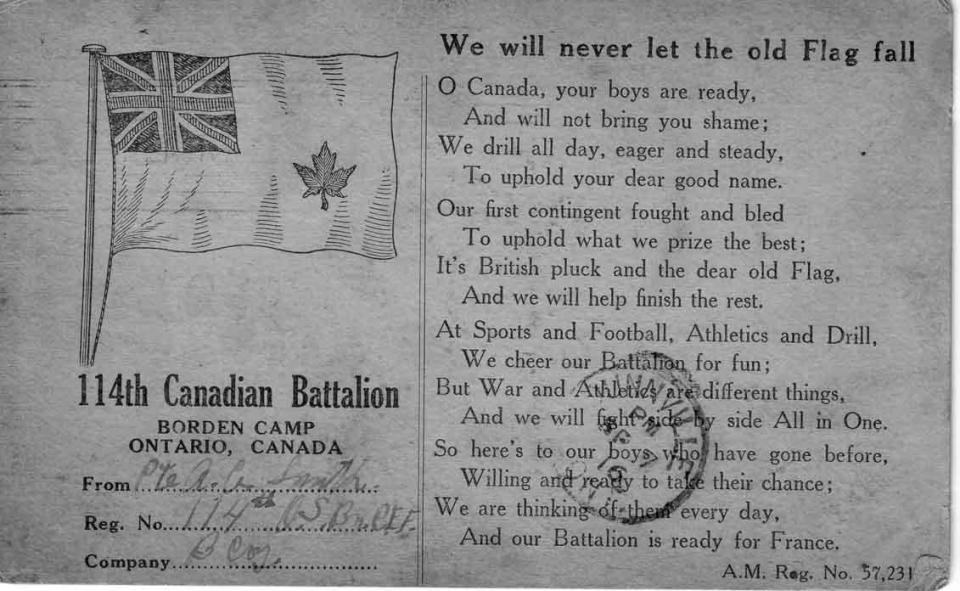 114th Canadian Battalion
BORDEN CAMP
ONTARIO, CANADA
From Pte A. Smith
Reg. No. 114th
Company B Coy.
We will never let the old Flag fall
O Canada, your boys are ready,
And will not bring you shame;
We drill all day, eager and steady,
To uphold your dear good name.
Our first contingent fought and bled
To uphold what we prize the best;
It's British pluck and the dear old Flag,
And we will help finish the rest.
At Sports and Football, Athletics and Drill,
We cheer our Battalion for fun;
But War and Athletics are different things,
And we will fight side by side All in One.
So here's to our boys who have gone before,
Willing and ready to take their chance;
We are thinking of them every day,
And our Battalion is ready for France.
A.M. Reg. No. 57,231
PM